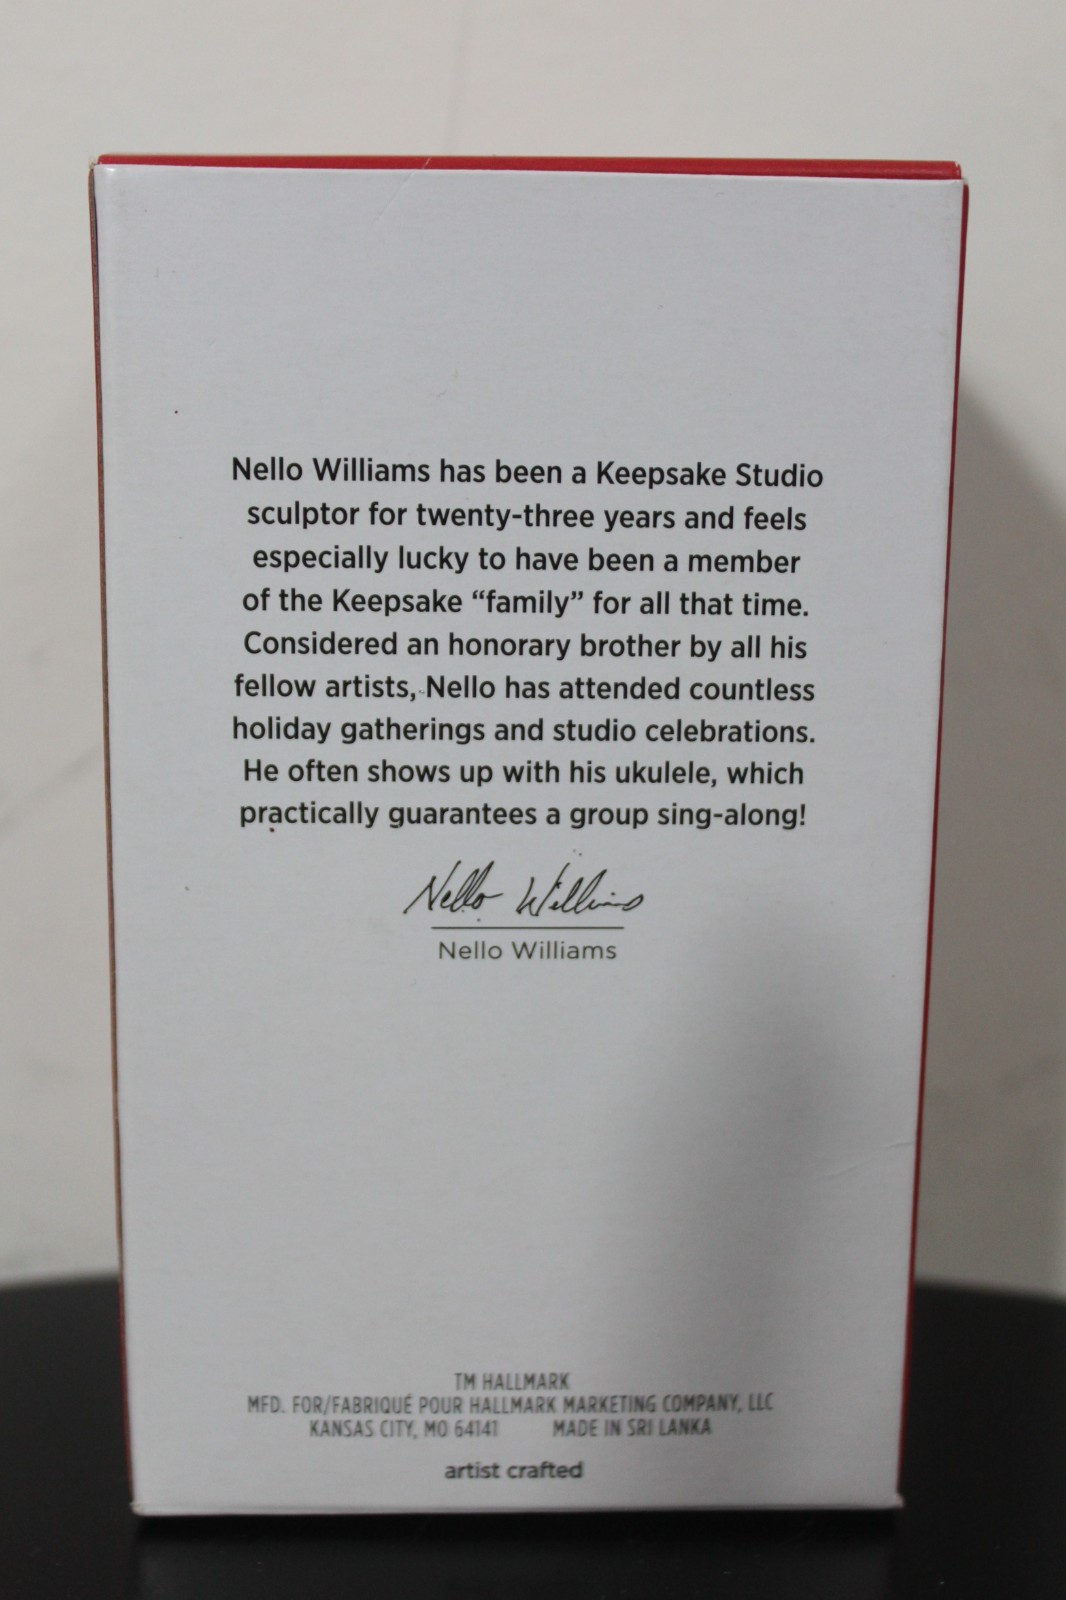 Nello Williams has been a Keepsake Studio
sculptor for twenty-three years and feels
especially lucky to have been a member
of the Keepsake “family” for all that time.
Considered an honorary brother by all his
fellow artists, Nello has attended countless
holiday gatherings and studio celebrations.
He often shows up with his ukulele, which
practically guarantees a group sing-along!
Nello Williams
Nello Williams
TM HALLMARK
MFD. FOR/FABRIQUÉ POUR HALLMARK MARKETING COMPANY, LLC
KANSAS CITY, MO 64141 MADE IN SRI LANKA
artist crafted